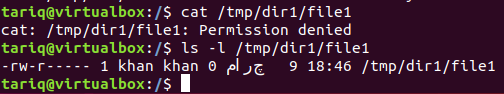 tariq@virtualbox:/$ cat /tmp/dir1/file1
cat: /tmp/dir1/file1: Permission denied
tariq@virtualbox:/$ ls -l /tmp/dir1/file1
-rw-r----- 1 khan khan 0 مارچ   9 18:46 /tmp/dir1/file1
tariq@virtualbox:/$